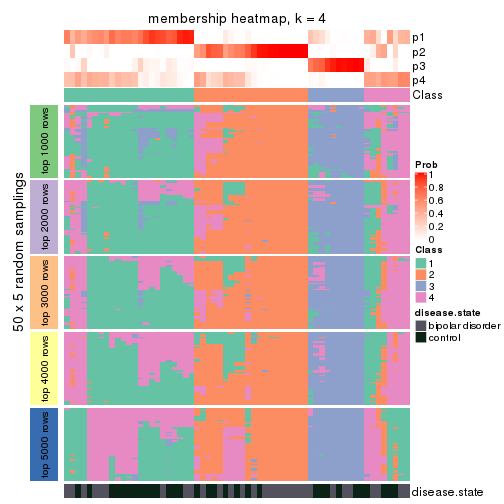 membership heatmap, k = 4
p1
p2
p3
p4
Class
50 x 5 random samplings
top 1000 rows
top 2000 rows
top 3000 rows
top 4000 rows
top 5000 rows
Prob
1
0.8
0.6
0.4
0.2
0
Class
1
2
3
4
disease.state
bipolar disorder
control
disease.state